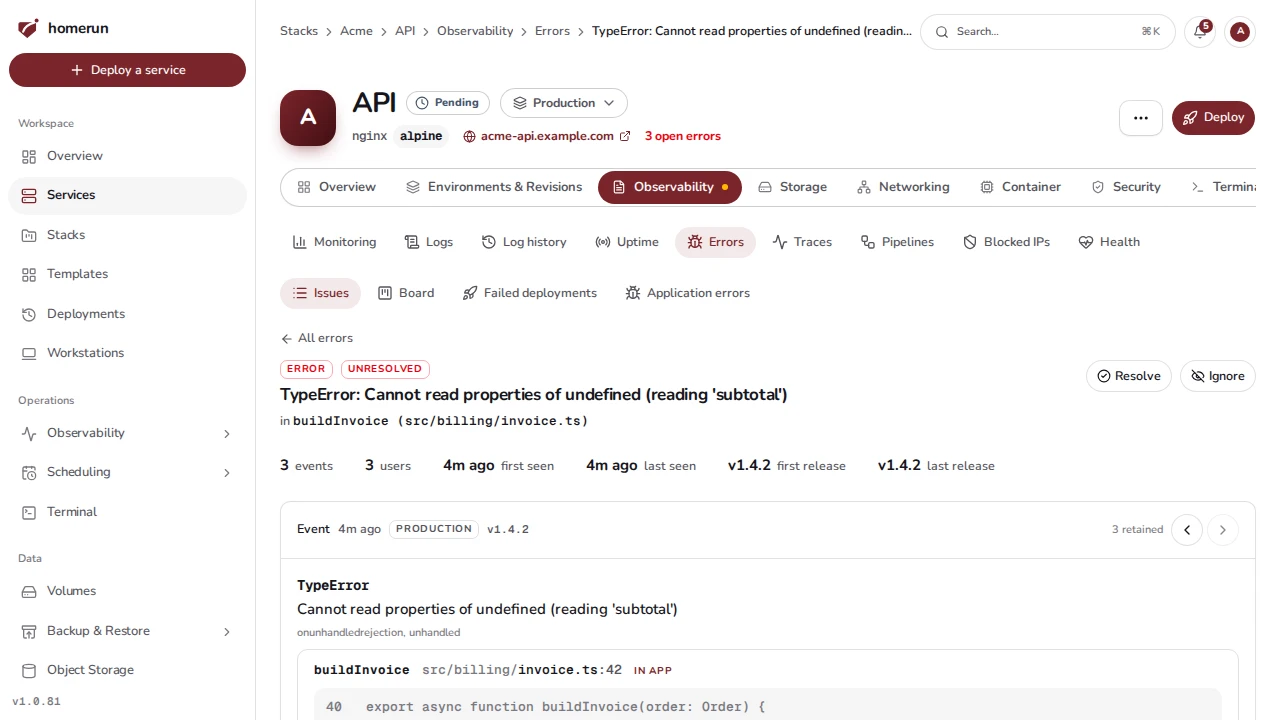 homerun
Deploy a service
Workspace
Overview
Services
Stacks
Templates
Deployments
Workstations
Operations
Observability
Scheduling
Terminal
Data
Volumes
Backup & Restore
Object Storage
v1.0.81
Stacks > Acme > API > Observability > Errors > TypeError: Cannot read properties of undefined (readin...
Search...
⌘K
5
A
A
API
Pending
Production
nginx alpine
acme-api.example.com
3 open errors
Deploy
Overview
Environments & Revisions
Observability
Storage
Networking
Container
Security
Termina
Monitoring
Logs
Log history
Uptime
Errors
Traces
Pipelines
Blocked IPs
Health
Issues
Board
Failed deployments
Application errors
All errors
ERROR
UNRESOLVED
Resolve
Ignore
TypeError: Cannot read properties of undefined (reading 'subtotal')
in buildInvoice (src/billing/invoice.ts)
3 events
3 users
4m ago first seen
4m ago last seen
v1.4.2 first release
v1.4.2 last release
Event 4m ago PRODUCTION v1.4.2
3 retained
TypeError
Cannot read properties of undefined (reading 'subtotal')
onunhandledrejection, unhandled
buildInvoice src/billing/invoice.ts:42 IN APP
40 export async function buildInvoice(order: Order) {